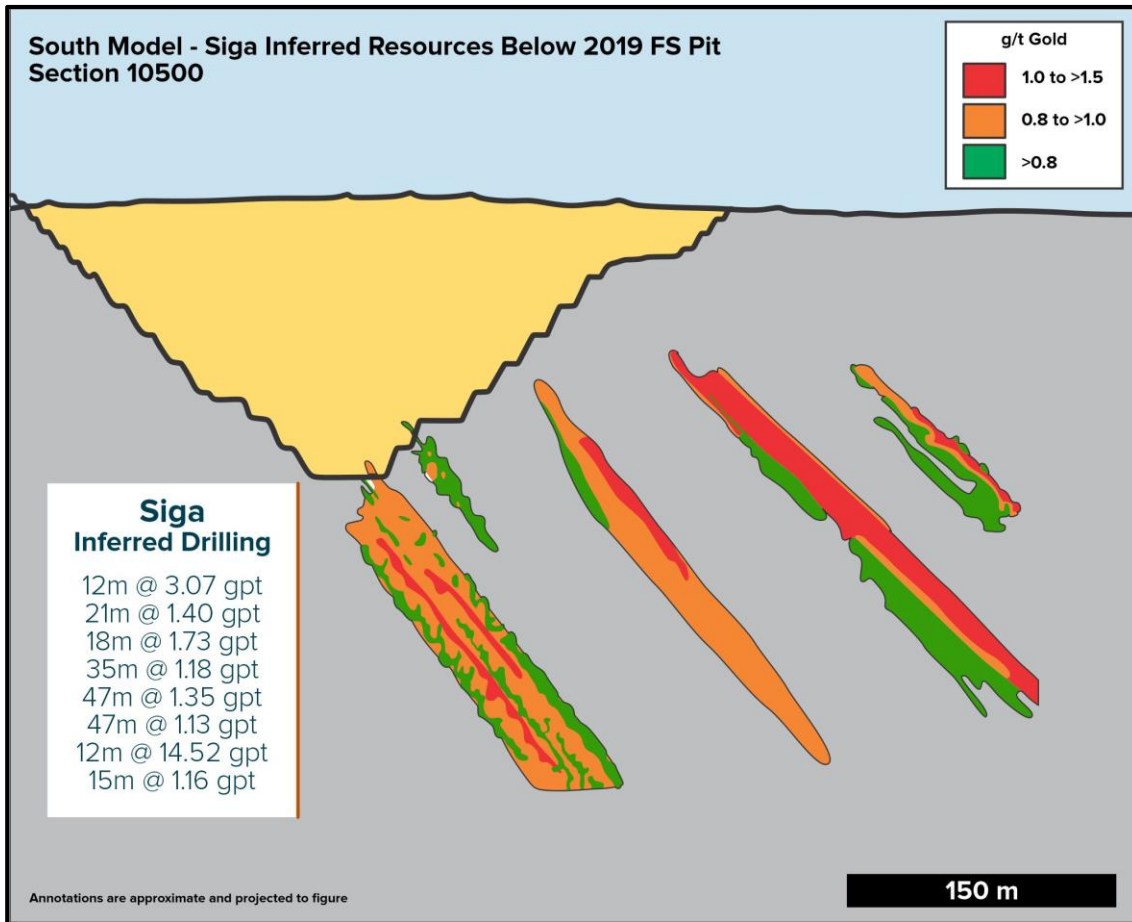 South Model - Siga Inferred Resources Below 2019 FS Pit
Section 10500
g/t Gold
1.0 to >1.5
0.8 to >1.0
>0.8
Siga
Inferred Drilling
12m @ 3.07 gpt
21m @ 1.40 gpt
18m @ 1.73 gpt
35m @ 1.18 gpt
47m @ 1.35 gpt
47m @ 1.13 gpt
12m @ 14.52 gpt
15m @ 1.16 gpt
Annotations are approximate and projected to figure
150 m